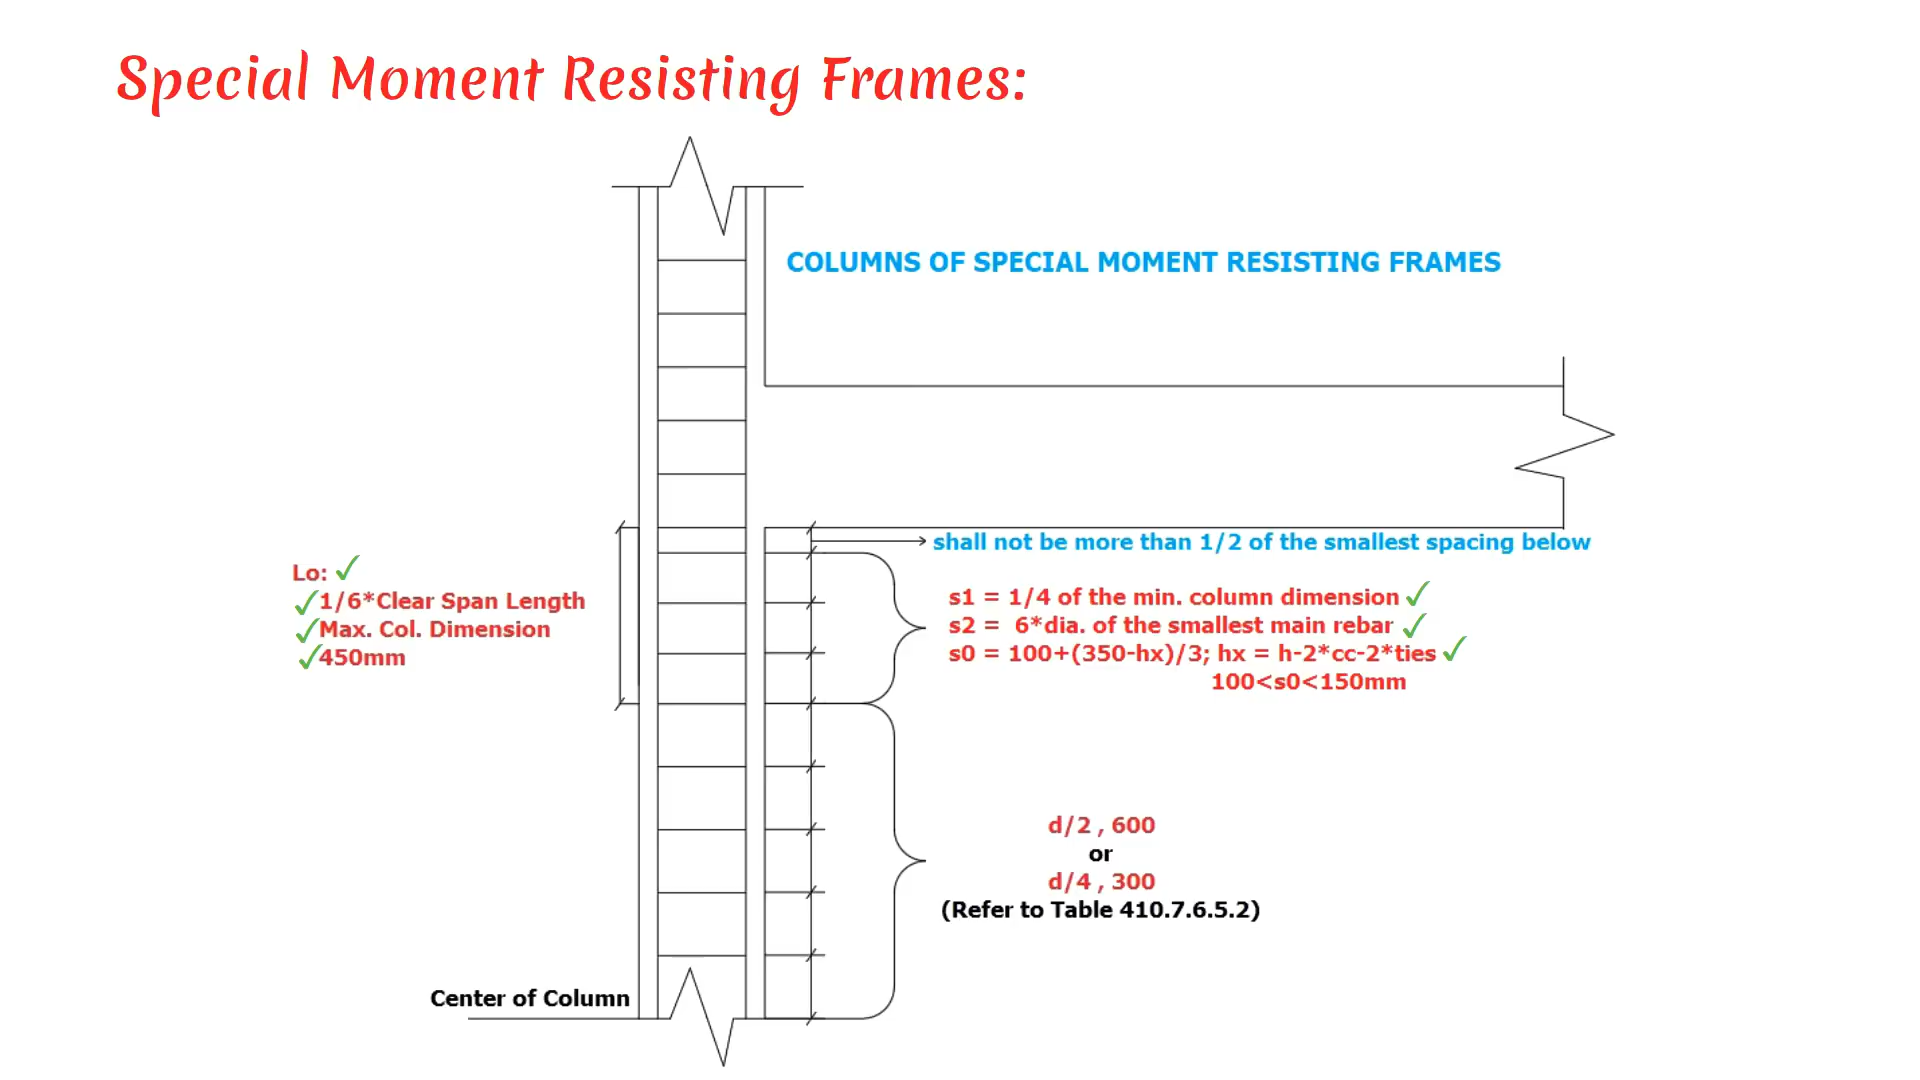 Special Moment Resisting Frames:
COLUMNS OF SPECIAL MOMENT RESISTING FRAMES
shall not be more than 1/2 of the smallest spacing below
Lo: ✓
✓1/6*Clear Span Length
✓Max. Col. Dimension
✓450mm
s1 = 1/4 of the min. column dimension ✓
s2 = 6*dia. of the smallest main rebar ✓
s0 = 100+(350-hx)/3; hx = h-2*cc-2*ties ✓
100<s0<150mm
d/2 , 600
or
d/4 , 300
(Refer to Table 410.7.6.5.2)
Center of Column